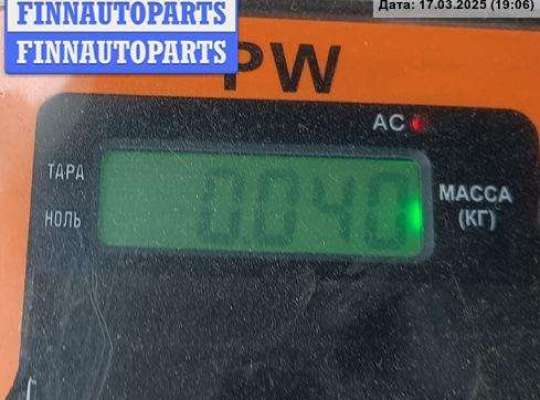 FINNAUTOPARTS
FINNAUTOPARTS
Дата: 17.03.2025 (19:06)
PW
AC
ТАРА
НОЛЬ
0040
МАССА
(КГ)